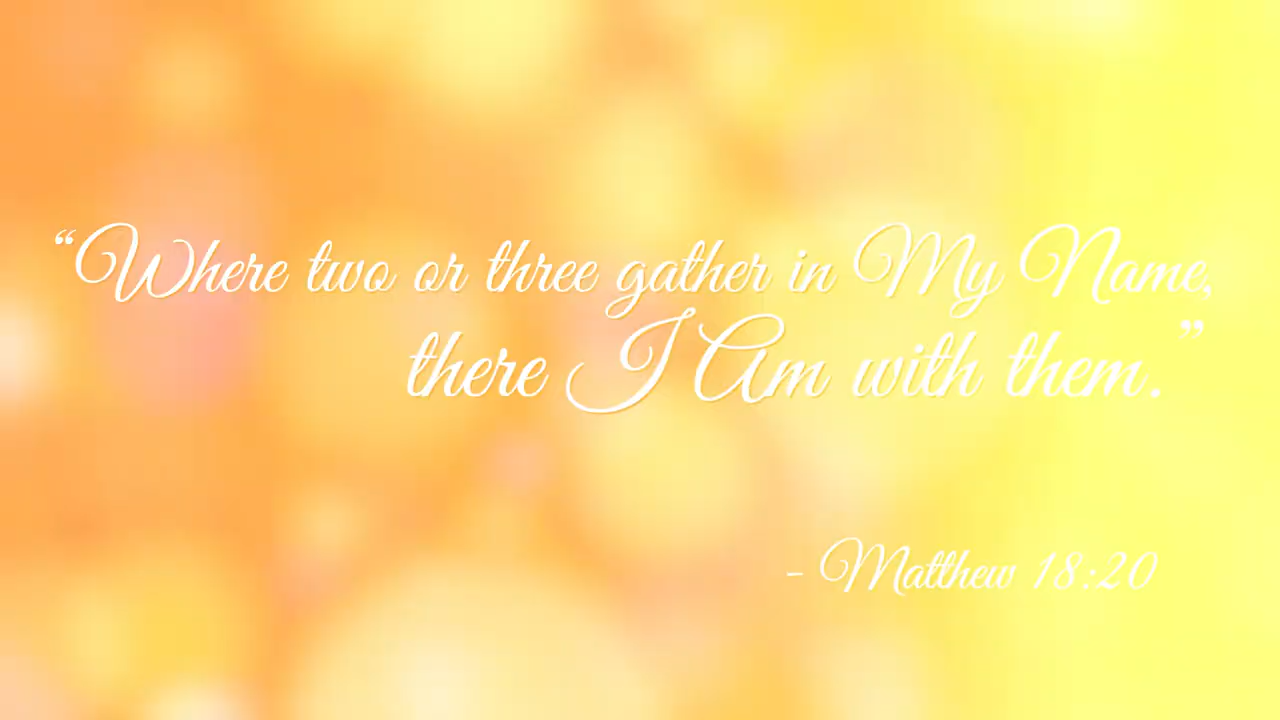 “Where two or three gather in My Name,
there I Am with them.”
- Matthew 18:20